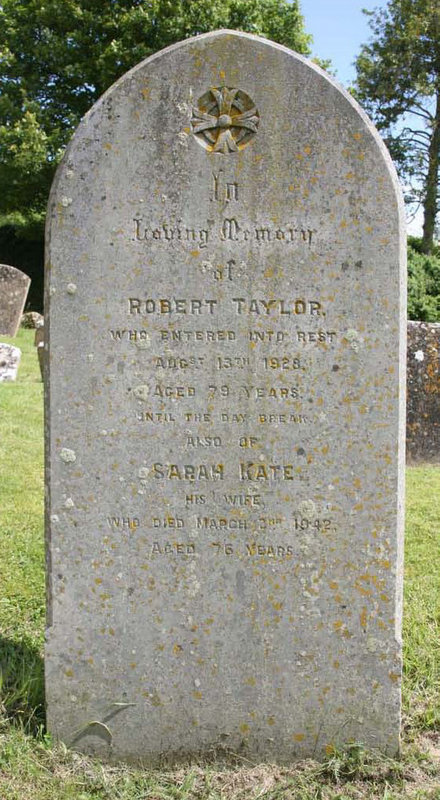 In
Loving Memory
of
ROBERT TAYLOR,
WHO ENTERED INTO REST
AUGST 13TH 1928.
AGED 79 YEARS.
UNTIL THE DAY BREAK
ALSO OF
SARAH KATE
HIS WIFE,
WHO DIED MARCH 2ND 1942,
AGED 76 YEARS.